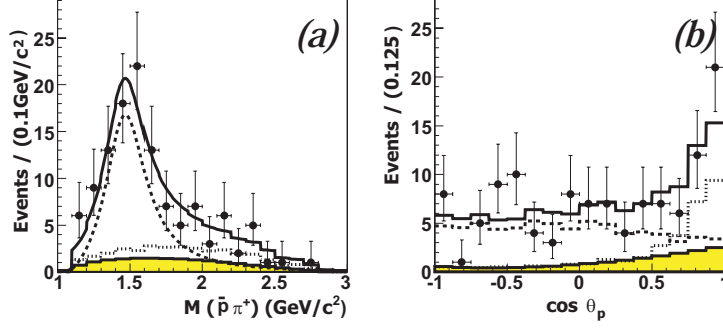 (a)
Events / (0.1GeV/c²)
25
20
15
10
5
0
1 1.5 2 2.5 3
M (p̄ π⁺) (GeV/c²)
(b)
Events / (0.125)
25
20
15
10
5
0
-1 -0.5 0 0.5 1
cos θp